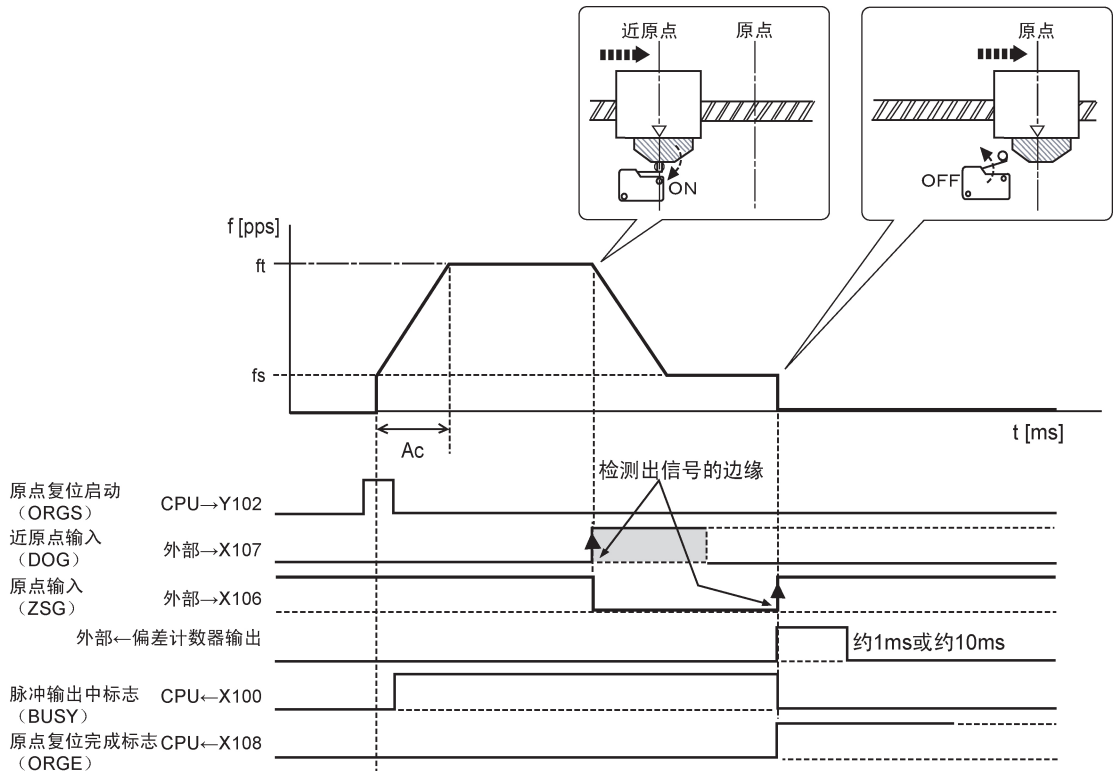 近原点
原点
ON
原点
OFF
f [pps]
ft
fs
Ac
t [ms]
检测出信号的边缘
原点复位启动
（ORGS）
CPU→Y102
近原点输入
（DOG）
外部→X107
原点输入
（ZSG）
外部→X106
外部←偏差计数器输出
约1ms或约10ms
脉冲输出中标志
（BUSY）
CPU←X100
原点复位完成标志
（ORGE）
CPU←X108